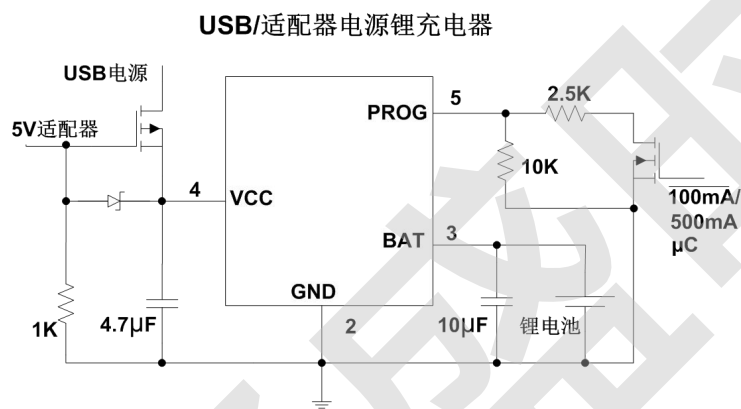 USB/适配器电源锂充电器
USB电源
5V适配器
5
2.5K
PROG
10K
4
VCC
100mA/
500mA
μC
BAT
3
GND
2
1K
4.7μF
10μF
锂电池